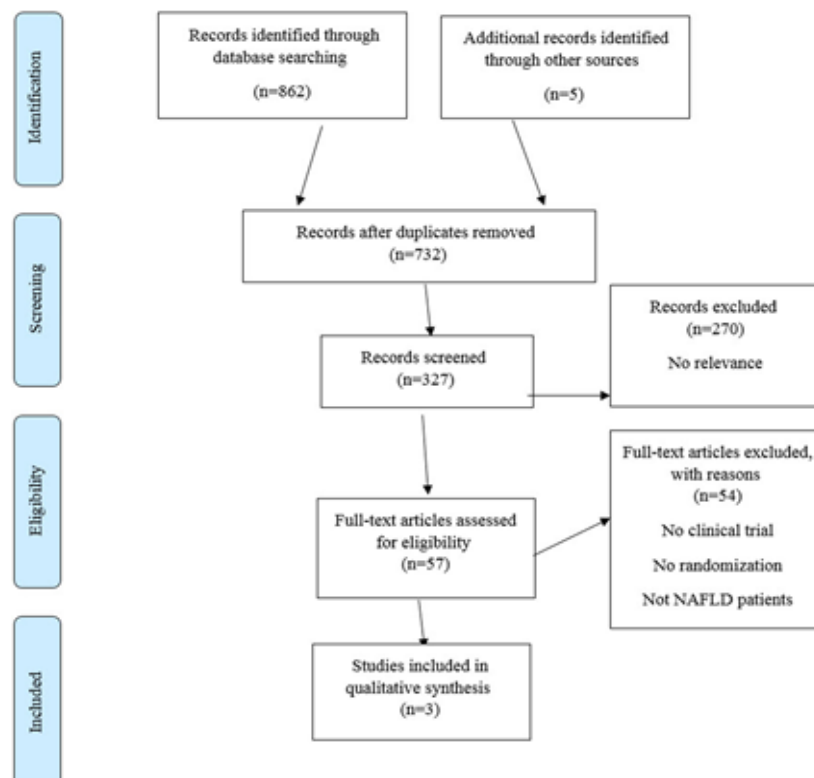 Identification
Records identified through
database searching
(n=862)
Additional records identified
through other sources
(n=5)
Screening
Records after duplicates removed
(n=732)
Records screened
(n=327)
Records excluded
(n=270)
No relevance
Eligibility
Full-text articles assessed
for eligibility
(n=57)
Full-text articles excluded,
with reasons
(n=54)
No clinical trial
No randomization
Not NAFLD patients
Included
Studies included in
qualitative synthesis
(n=3)